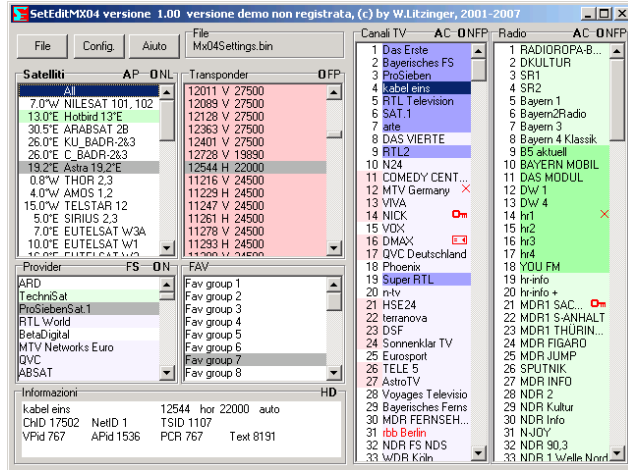 SetEditMX04 versione 1.00 versione demo non registrata, (c) by W.Litzinger, 2001-2007
File
Config.
Aiuto
File
Mx04Settings.bin
Satelliti A P O N L
All
7.0°W NILESAT 101, 102
13.0°E Hotbird 13°E
30.5°E ARABSAT 2B
26.0°E KU_BADR-2&3
26.0°E C_BADR-2&3
19.2°E Astra 19,2°E
0.8°W THOR 2,3
4.0°W AMOS 1,2
15.0°W TELSTAR 12
5.0°E SIRIUS 2,3
7.0°E EUTELSAT W3A
10.0°E EUTELSAT W1
16.0°E EUTELSAT W2
Transponder O F P
12011 V 27500
12089 V 27500
12128 V 27500
12363 V 27500
12401 V 27500
12728 V 19890
12544 H 22000
11216 V 24500
11229 H 24500
11247 V 24500
11261 H 24500
11278 V 24500
11293 H 24500
Provider F S O N
ARD
TechniSat
ProSiebenSat.1
RTL World
BetaDigital
MTV Networks Euro
QVC
ABSAT
FAV
Fav group 1
Fav group 2
Fav group 3
Fav group 4
Fav group 5
Fav group 6
Fav group 7
Fav group 8
Informazioni H D
kabel eins 12544 hor 22000 auto
ChID 17502 NetID 1 TSID 1107
VPid 767 APid 1536 PCR 767 Text 8191
Canali TV A C O N F P
1 Das Erste
2 Bayerisches FS
3 ProSieben
4 kabel eins
5 RTL Television
6 SAT.1
7 arte
8 DAS VIERTE
9 RTL2
10 N24
11 COMEDY CENT...
12 MTV Germany
13 VIVA
14 NICK
15 VOX
16 DMAX
17 QVC Deutschland
18 Phoenix
19 Super RTL
20 n-tv
21 HSE24
22 terranova
23 DSF
24 Sonnenklar TV
25 Eurosport
26 TELE 5
27 AstroTV
28 Voyages Televisio
29 Bayerisches Ferns
30 MDR FERNSEH...
31 rbb Berlin
32 NDR FS NDS
33 WDR Köln
Radio A C O N F P
1 RADIOROPA-B...
2 DKULTUR
3 SR1
4 SR2
5 Bayern 1
6 Bayern2Radio
7 Bayern 3
8 Bayern 4 Klassik
9 B5 aktuell
10 BAYERN MOBIL
11 DAS MODUL
12 DW 1
13 DW 4
14 hr1
15 hr2
16 hr3
17 hr4
18 YOU FM
19 hr-info
20 hr-info +
21 MDR1 SAC...
22 MDR1 S-ANHALT
23 MDR1 THÜRIN...
24 MDR FIGARO
25 MDR JUMP
26 SPUTNIK
27 MDR INFO
28 NDR 2
29 NDR Kultur
30 NDR Info
31 N-JOY
32 NDR 90,3
33 NDR 1 Welle Nord